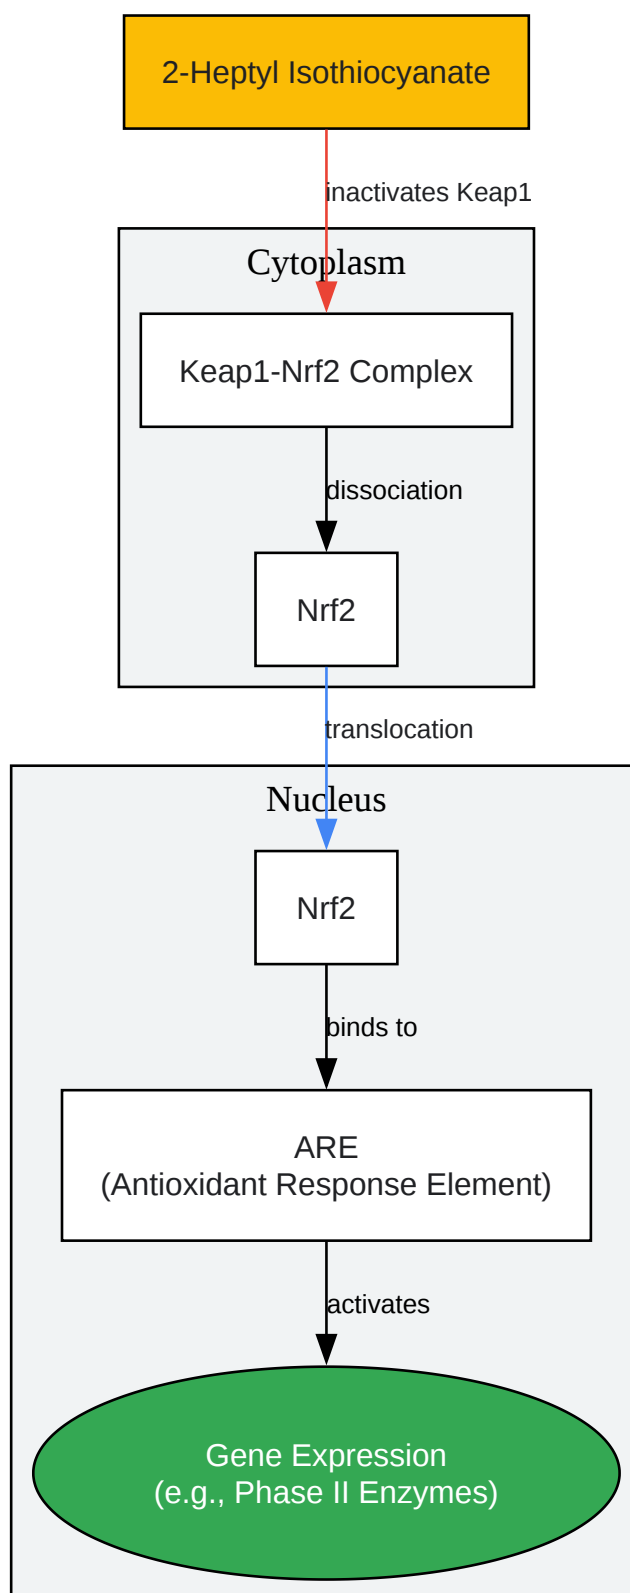 2-Heptyl Isothiocyanate
inactivates Keap1
Cytoplasm
Keap1-Nrf2 Complex
dissociation
Nrf2
translocation
Nucleus
Nrf2
binds to
ARE
(Antioxidant Response Element)
activates
Gene Expression
(e.g., Phase II Enzymes)